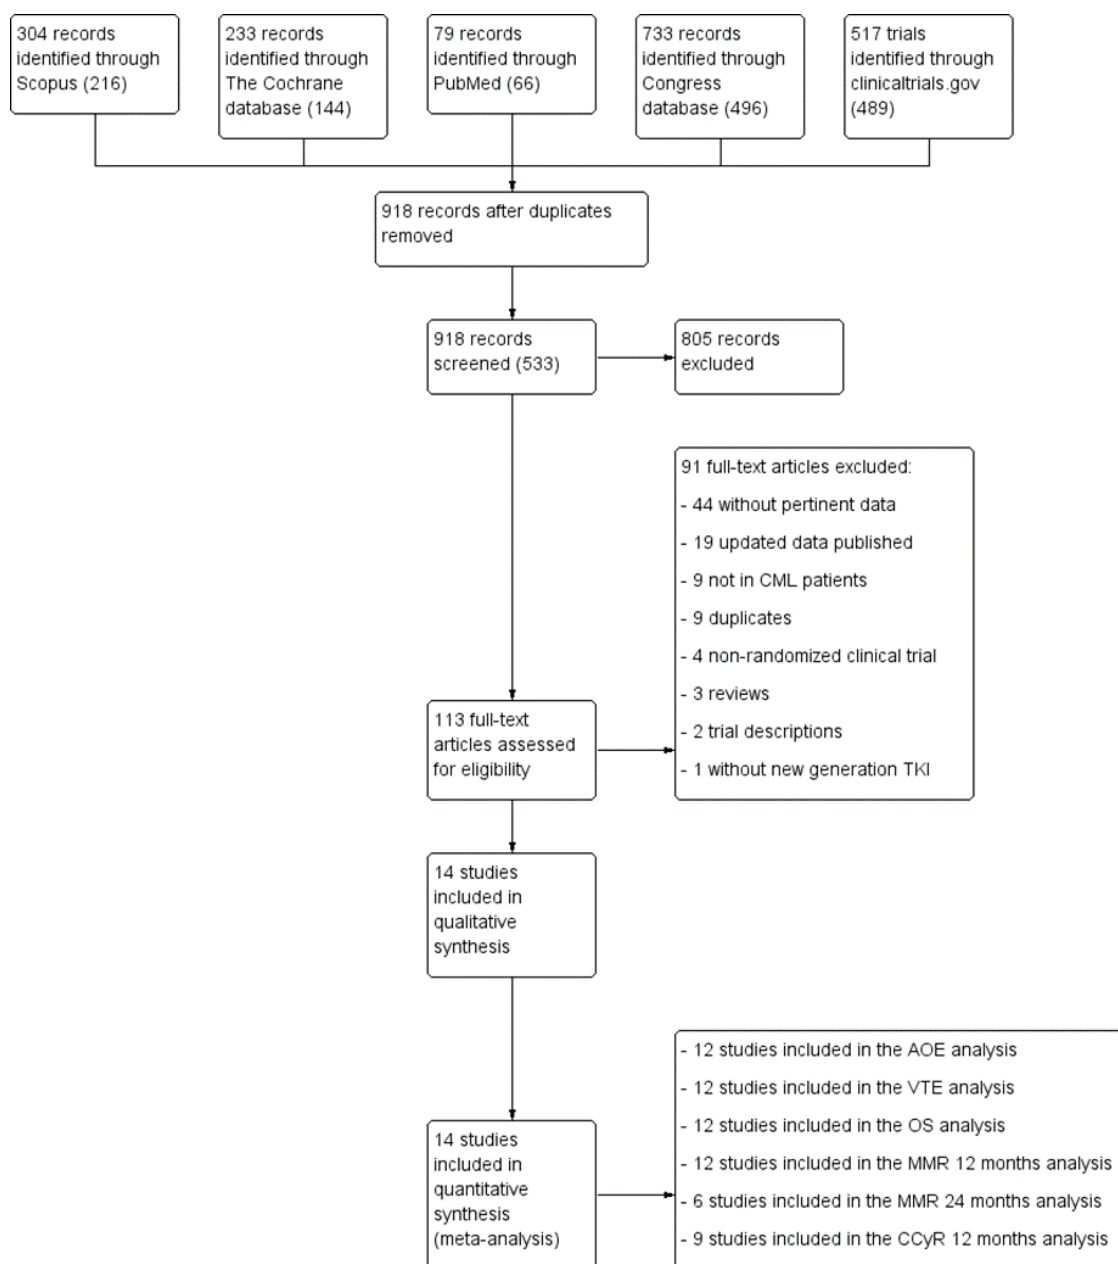 304 records
identified through
Scopus (216)
233 records
identified through
The Cochrane
database (144)
79 records
identified through
PubMed (66)
733 records
identified through
Congress
database (496)
517 trials
identified through
clinicaltrials.gov
(489)
918 records after duplicates
removed
918 records
screened (533)
805 records
excluded
91 full-text articles excluded:
- 44 without pertinent data
- 19 updated data published
- 9 not in CML patients
- 9 duplicates
- 4 non-randomized clinical trial
- 3 reviews
- 2 trial descriptions
- 1 without new generation TKI
113 full-text
articles assessed
for eligibility
14 studies
included in
qualitative
synthesis
14 studies
included in
quantitative
synthesis
(meta-analysis)
- 12 studies included in the AOE analysis
- 12 studies included in the VTE analysis
- 12 studies included in the OS analysis
- 12 studies included in the MMR 12 months analysis
- 6 studies included in the MMR 24 months analysis
- 9 studies included in the CCyR 12 months analysis